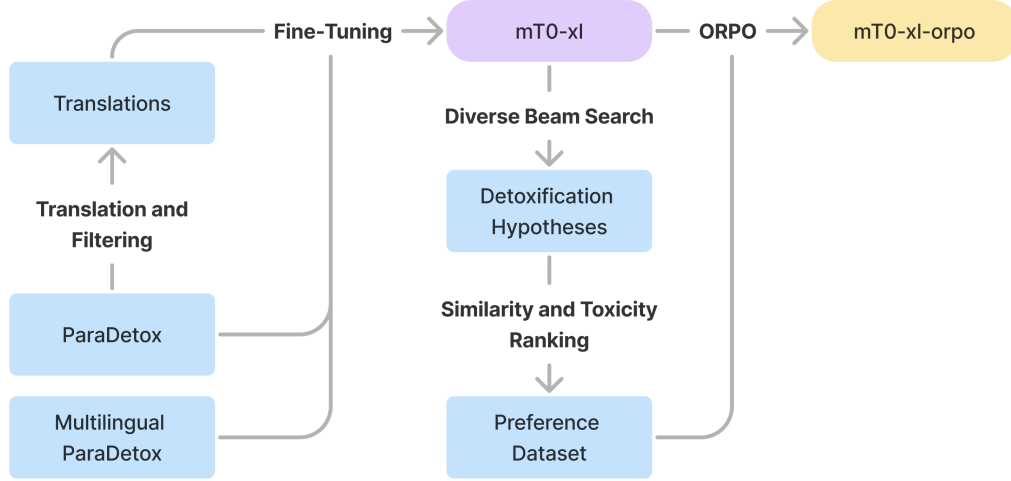 Fine-Tuning
mT0-xl
ORPO
mT0-xl-orpo
Translations
Diverse Beam Search
Translation and
Filtering
Detoxification
Hypotheses
ParaDetox
Similarity and Toxicity
Ranking
Multilingual
ParaDetox
Preference
Dataset